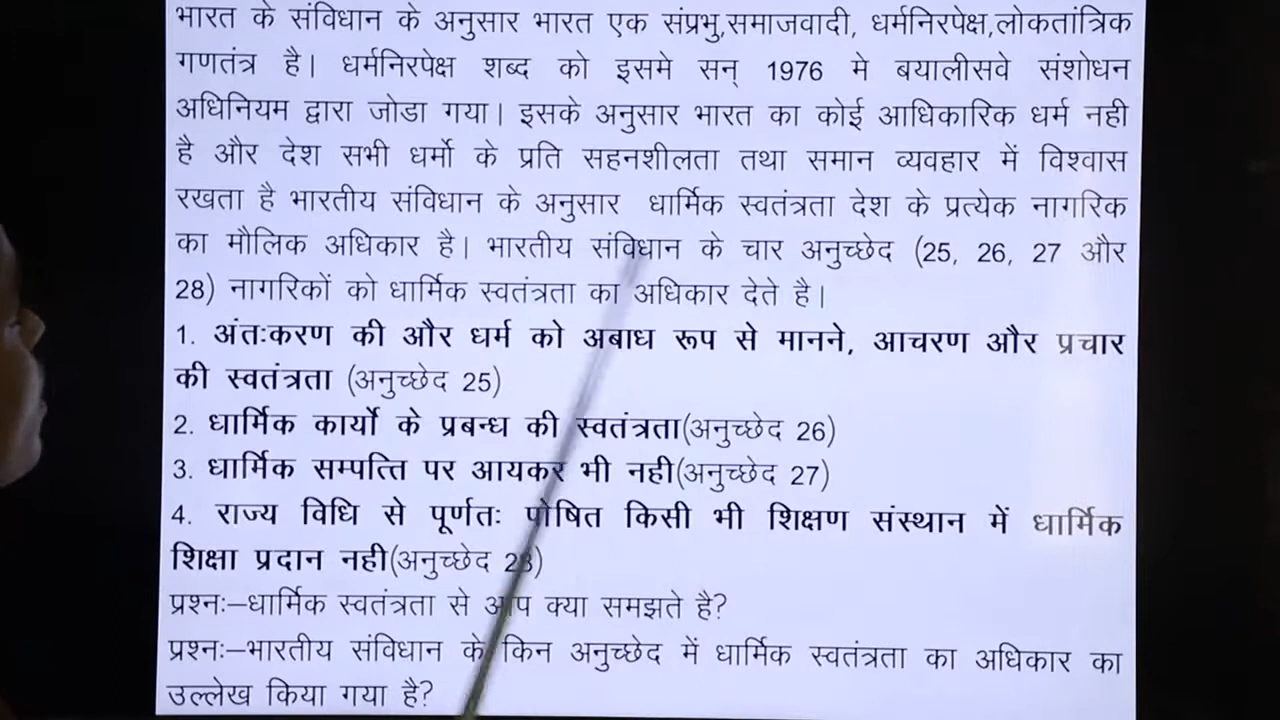 भारत के संविधान के अनुसार भारत एक संप्रभु,समाजवादी, धर्मनिरपेक्ष,लोकतांत्रिक
गणतंत्र है। धर्मनिरपेक्ष शब्द को इसमे सन् 1976 मे बयालीसवे संशोधन
अधिनियम द्वारा जोडा गया। इसके अनुसार भारत का कोई आधिकारिक धर्म नही
है और देश सभी धर्मो के प्रति सहनशीलता तथा समान व्यवहार में विश्वास
रखता है भारतीय संविधान के अनुसार धार्मिक स्वतंत्रता देश के प्रत्येक नागरिक
का मौलिक अधिकार है। भारतीय संविधान के चार अनुच्छेद (25, 26, 27 और
28) नागरिकों को धार्मिक स्वतंत्रता का अधिकार देते है।
1. अंतःकरण की और धर्म को अबाध रूप से मानने, आचरण और प्रचार
की स्वतंत्रता (अनुच्छेद 25)
2. धार्मिक कार्यो के प्रबन्ध की स्वतंत्रता(अनुच्छेद 26)
3. धार्मिक सम्पत्ति पर आयकर भी नही(अनुच्छेद 27)
4. राज्य विधि से पूर्णतः पोषित किसी भी शिक्षण संस्थान में धार्मिक
शिक्षा प्रदान नही(अनुच्छेद 28)
प्रश्नः–धार्मिक स्वतंत्रता से आप क्या समझते है?
प्रश्नः–भारतीय संविधान के किन अनुच्छेद में धार्मिक स्वतंत्रता का अधिकार का
उल्लेख किया गया है?